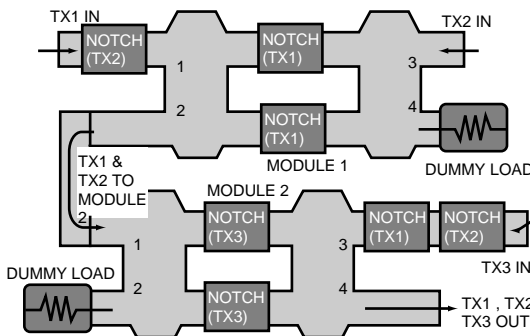 TX1 IN
TX2 IN
NOTCH
(TX2)
NOTCH
(TX1)
1
3
2
4
NOTCH
(TX1)
MODULE 1
DUMMY LOAD
TX1 &
TX2 TO
MODULE
2
MODULE 2
NOTCH
(TX3)
NOTCH
(TX1)
NOTCH
(TX2)
1
3
TX3 IN
DUMMY LOAD
2
4
NOTCH
(TX3)
TX1 , TX2
TX3 OUT